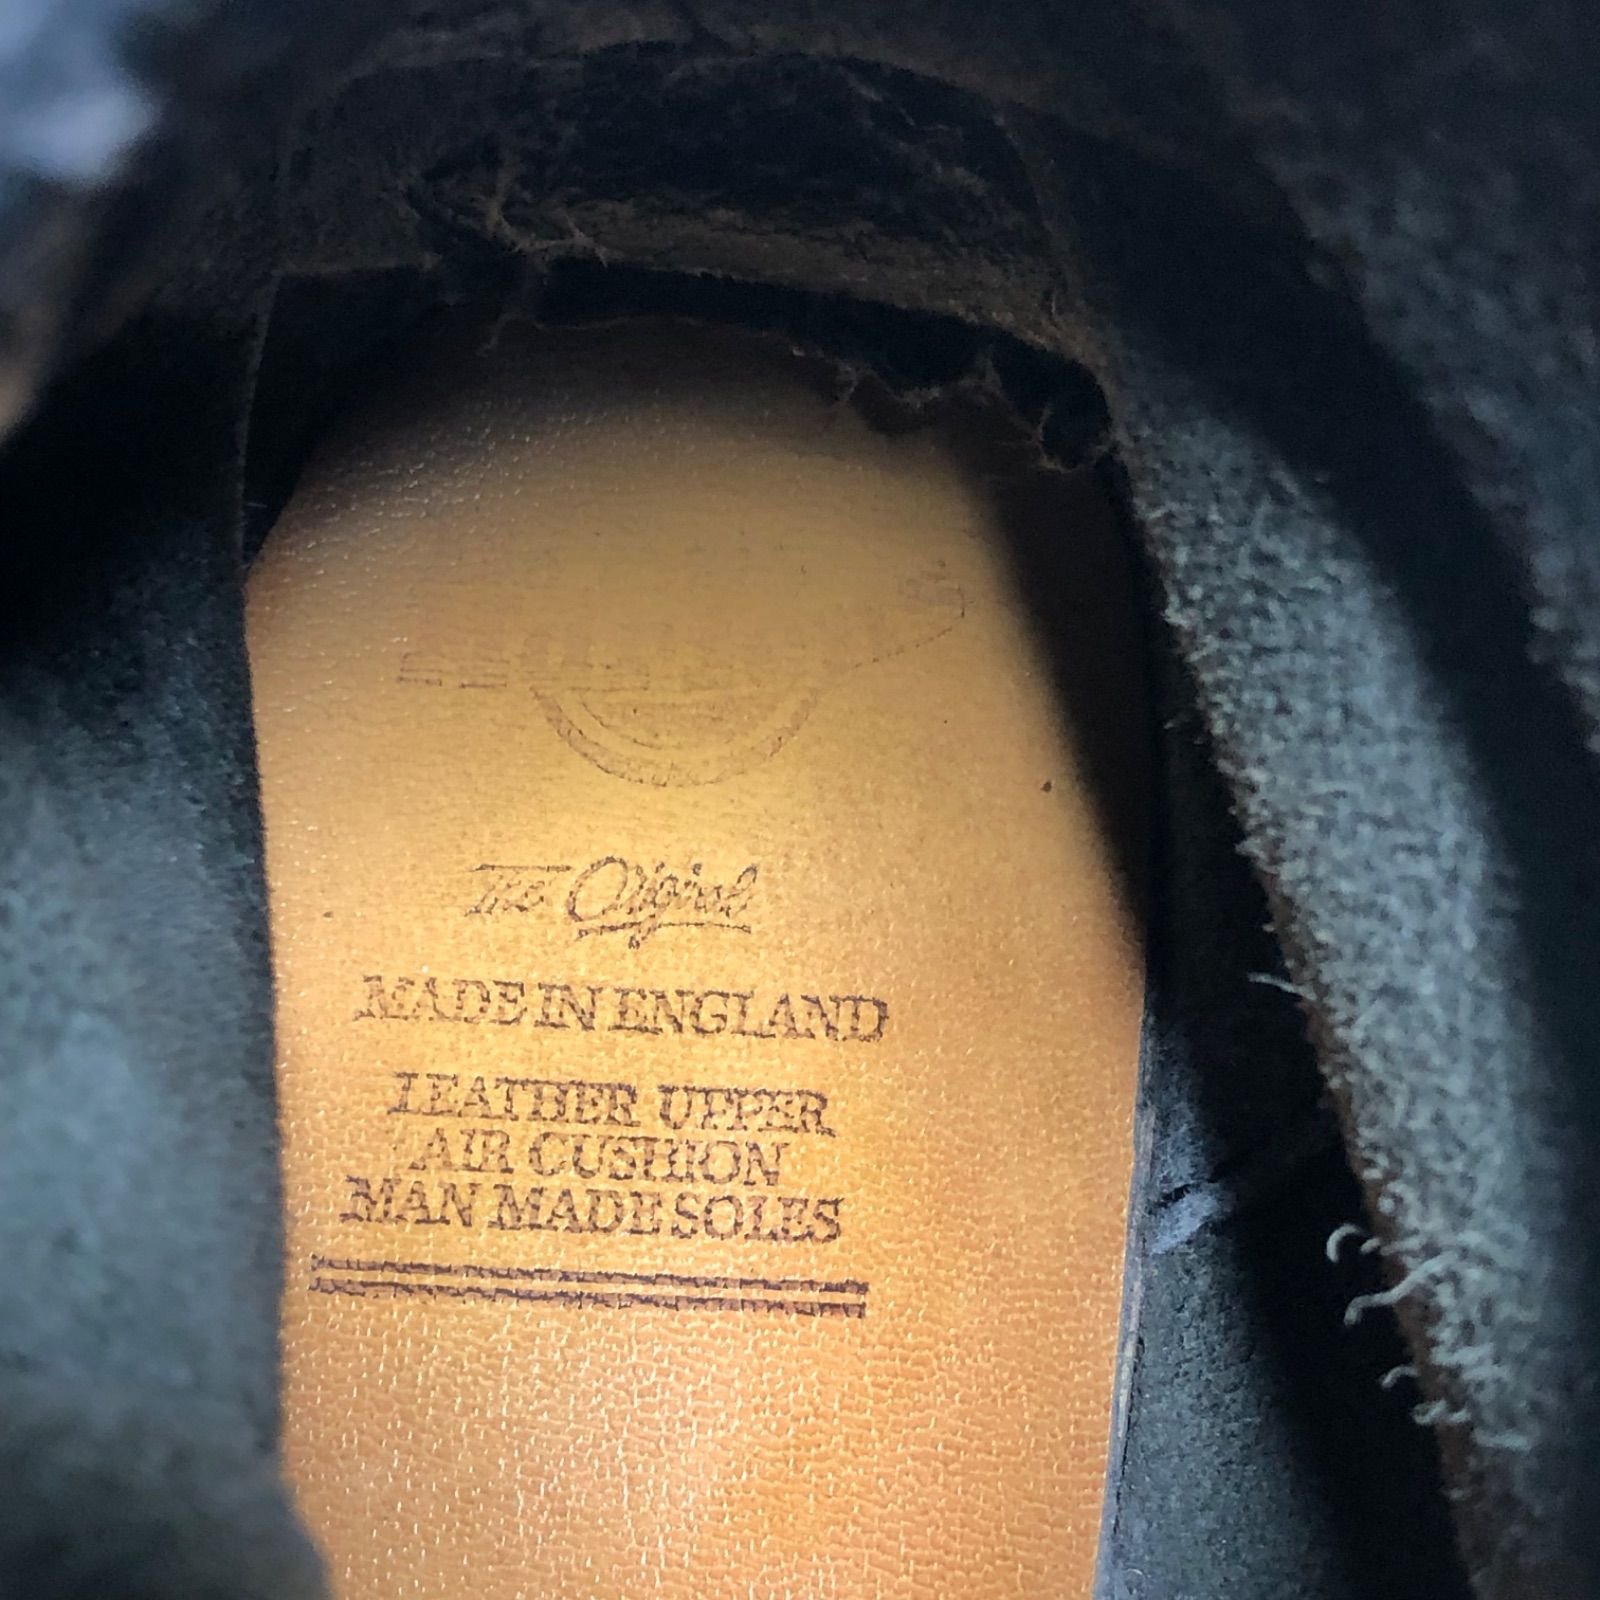 The Original
MADE IN ENGLAND
LEATHER UPPER
AIR CUSHION
MAN MADE SOLES